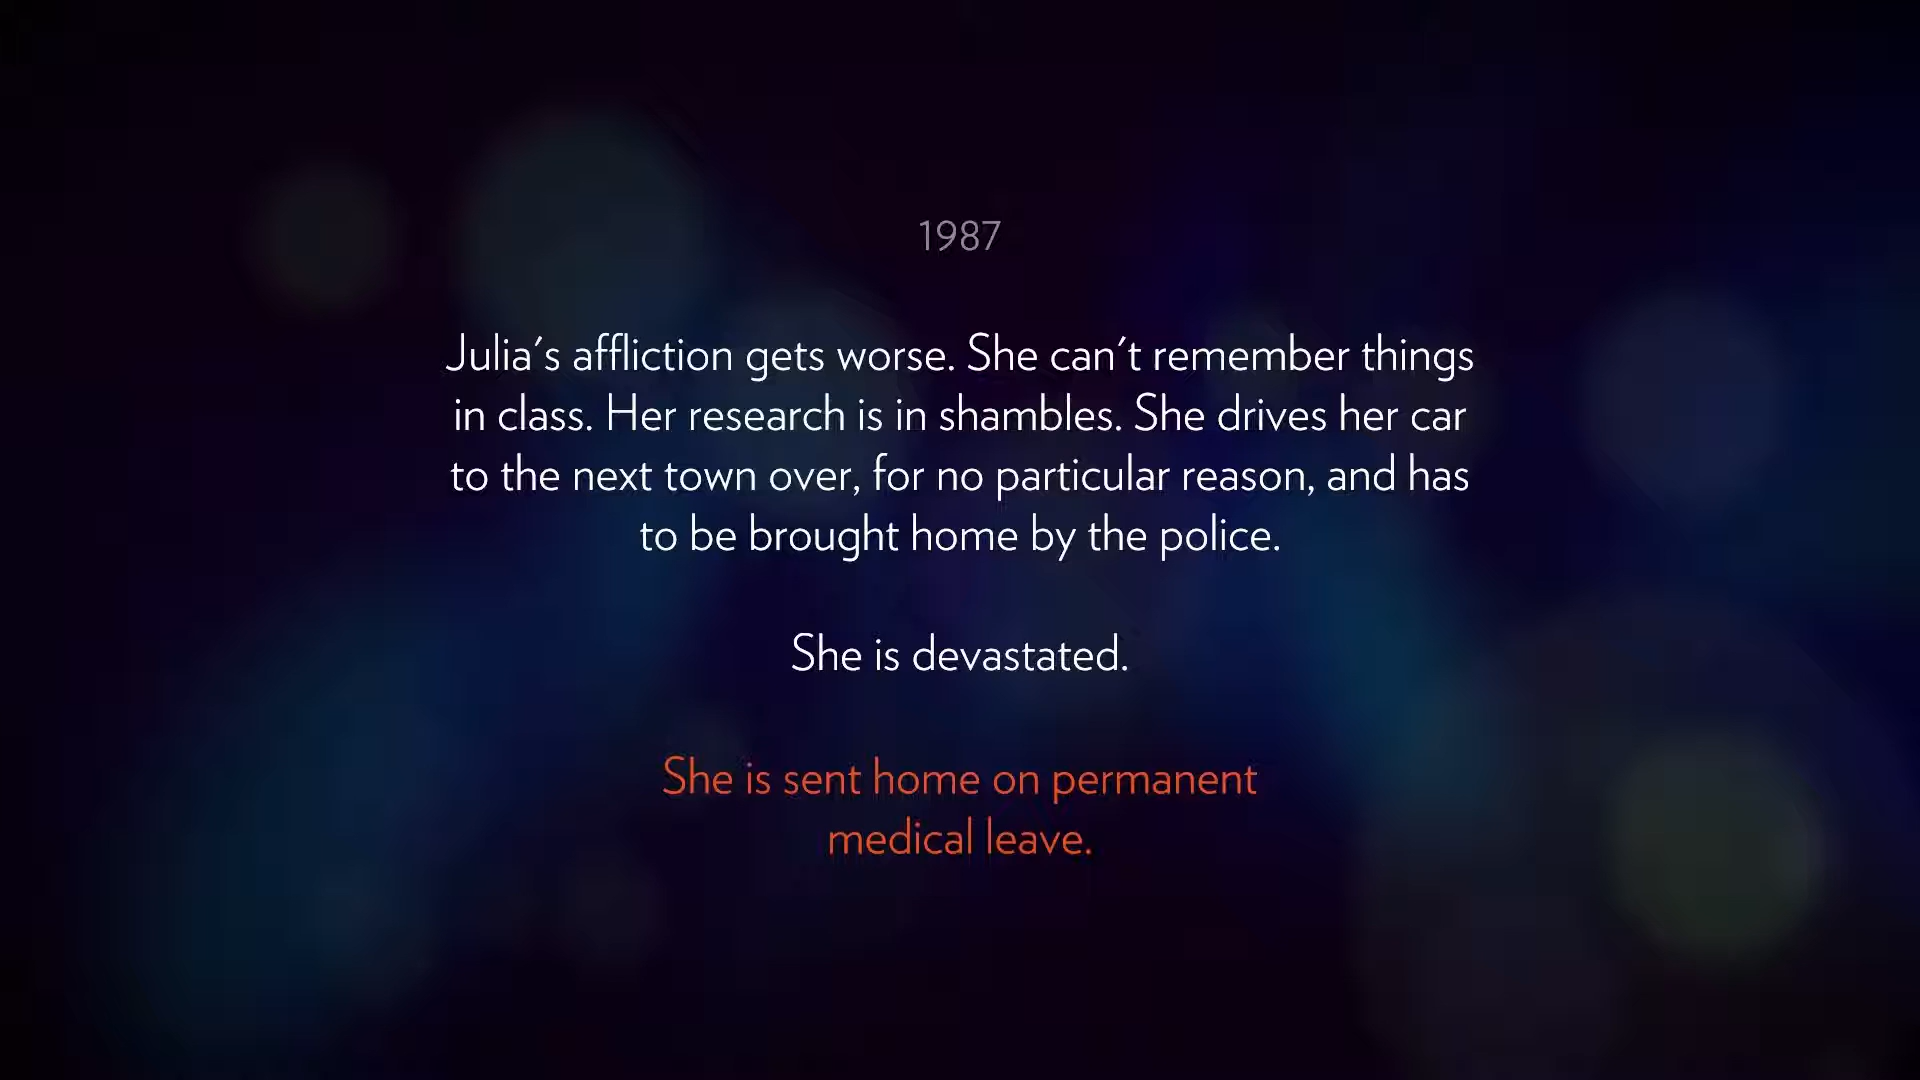 1987
Julia's affliction gets worse. She can't remember things
in class. Her research is in shambles. She drives her car
to the next town over, for no particular reason, and has
to be brought home by the police.
She is devastated.
She is sent home on permanent
medical leave.